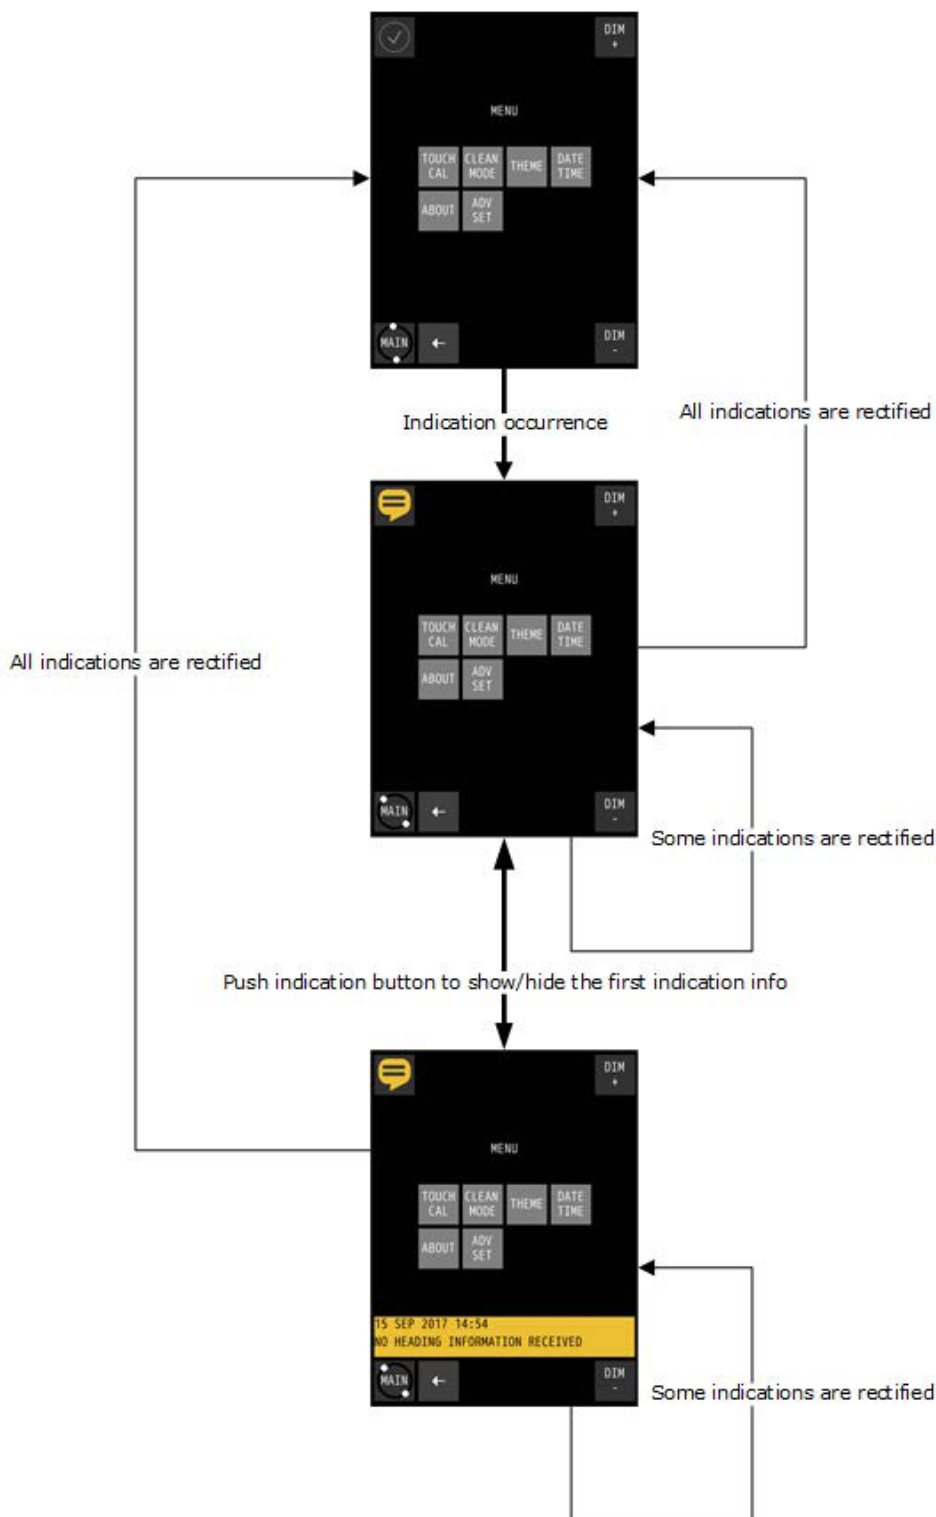 DIM
+
MENU
TOUCH CAL
CLEAN MODE
THEME
DATE TIME
ABOUT
ADV SET
MAIN
←
DIM
-
Indication occurrence
All indications are rectified
DIM
+
MENU
TOUCH CAL
CLEAN MODE
THEME
DATE TIME
ABOUT
ADV SET
All indications are rectified
MAIN
←
DIM
-
Some indications are rectified
Push indication button to show/hide the first indication info
DIM
+
MENU
TOUCH CAL
CLEAN MODE
THEME
DATE TIME
ABOUT
ADV SET
15 SEP 2017 14:54
NO HEADING INFORMATION RECEIVED
MAIN
←
DIM
-
Some indications are rectified